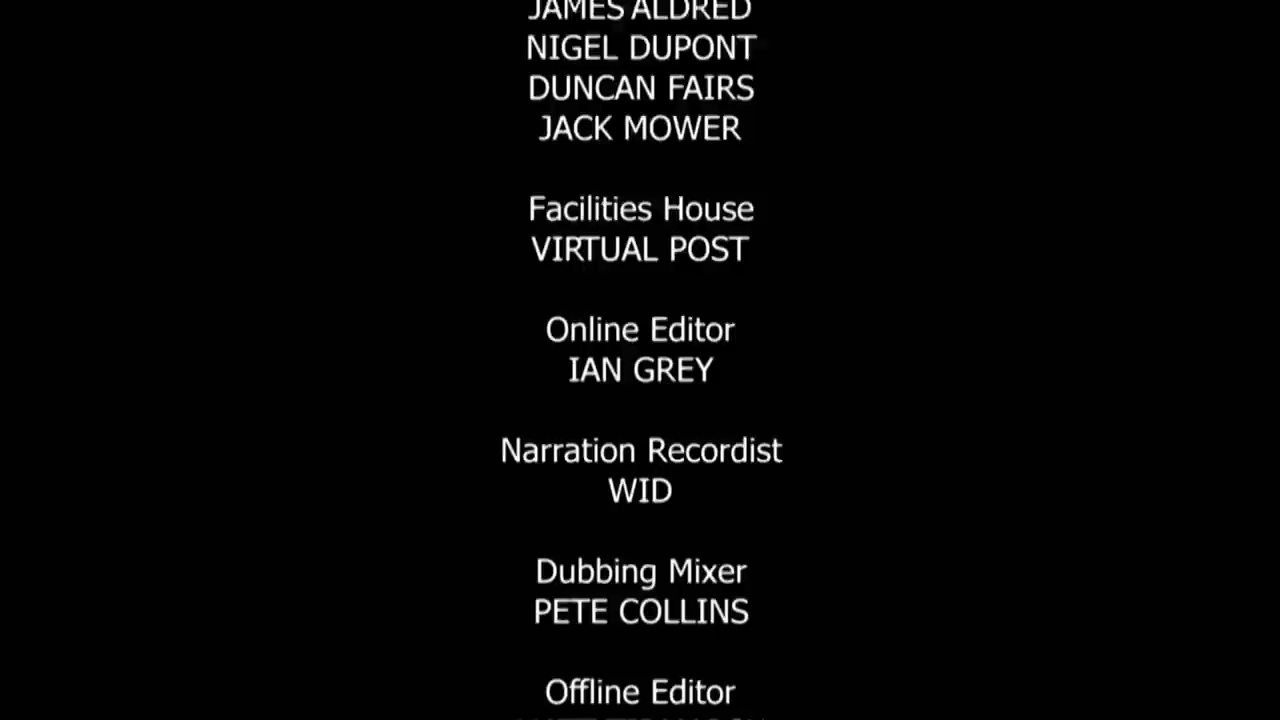 JAMES ALDRED
NIGEL DUPONT
DUNCAN FAIRS
JACK MOWER
Facilities House
VIRTUAL POST
Online Editor
IAN GREY
Narration Recordist
WID
Dubbing Mixer
PETE COLLINS
Offline Editor